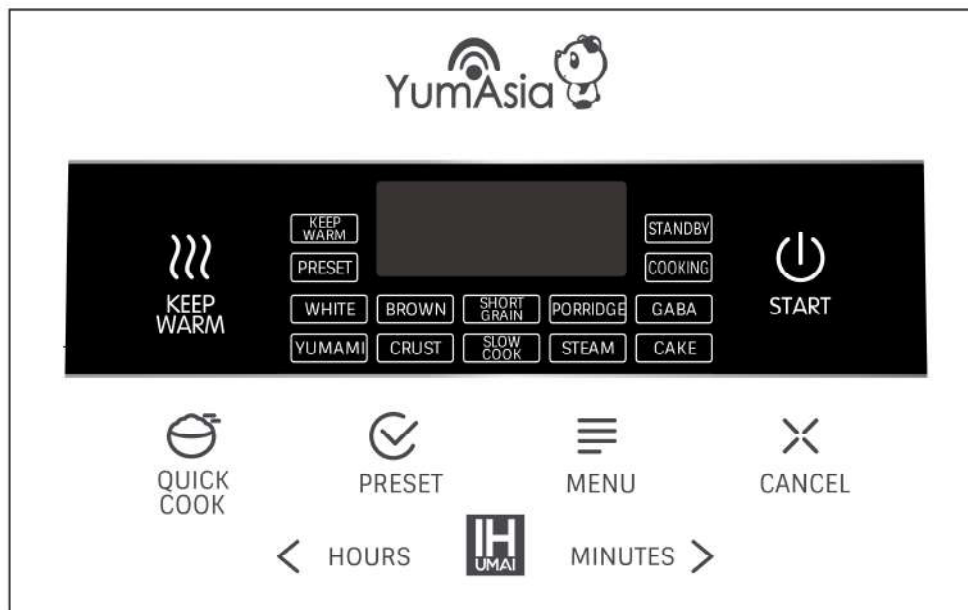 YumAsia
KEEP
WARM
STANDBY
PRESET
COOKING
KEEP
WARM
START
WHITE
BROWN
SHORT
GRAIN
PORRIDGE
GABA
YUMAMI
CRUST
SLOW
COOK
STEAM
CAKE
QUICK
COOK
PRESET
MENU
CANCEL
HOURS
IH
UMAI
MINUTES